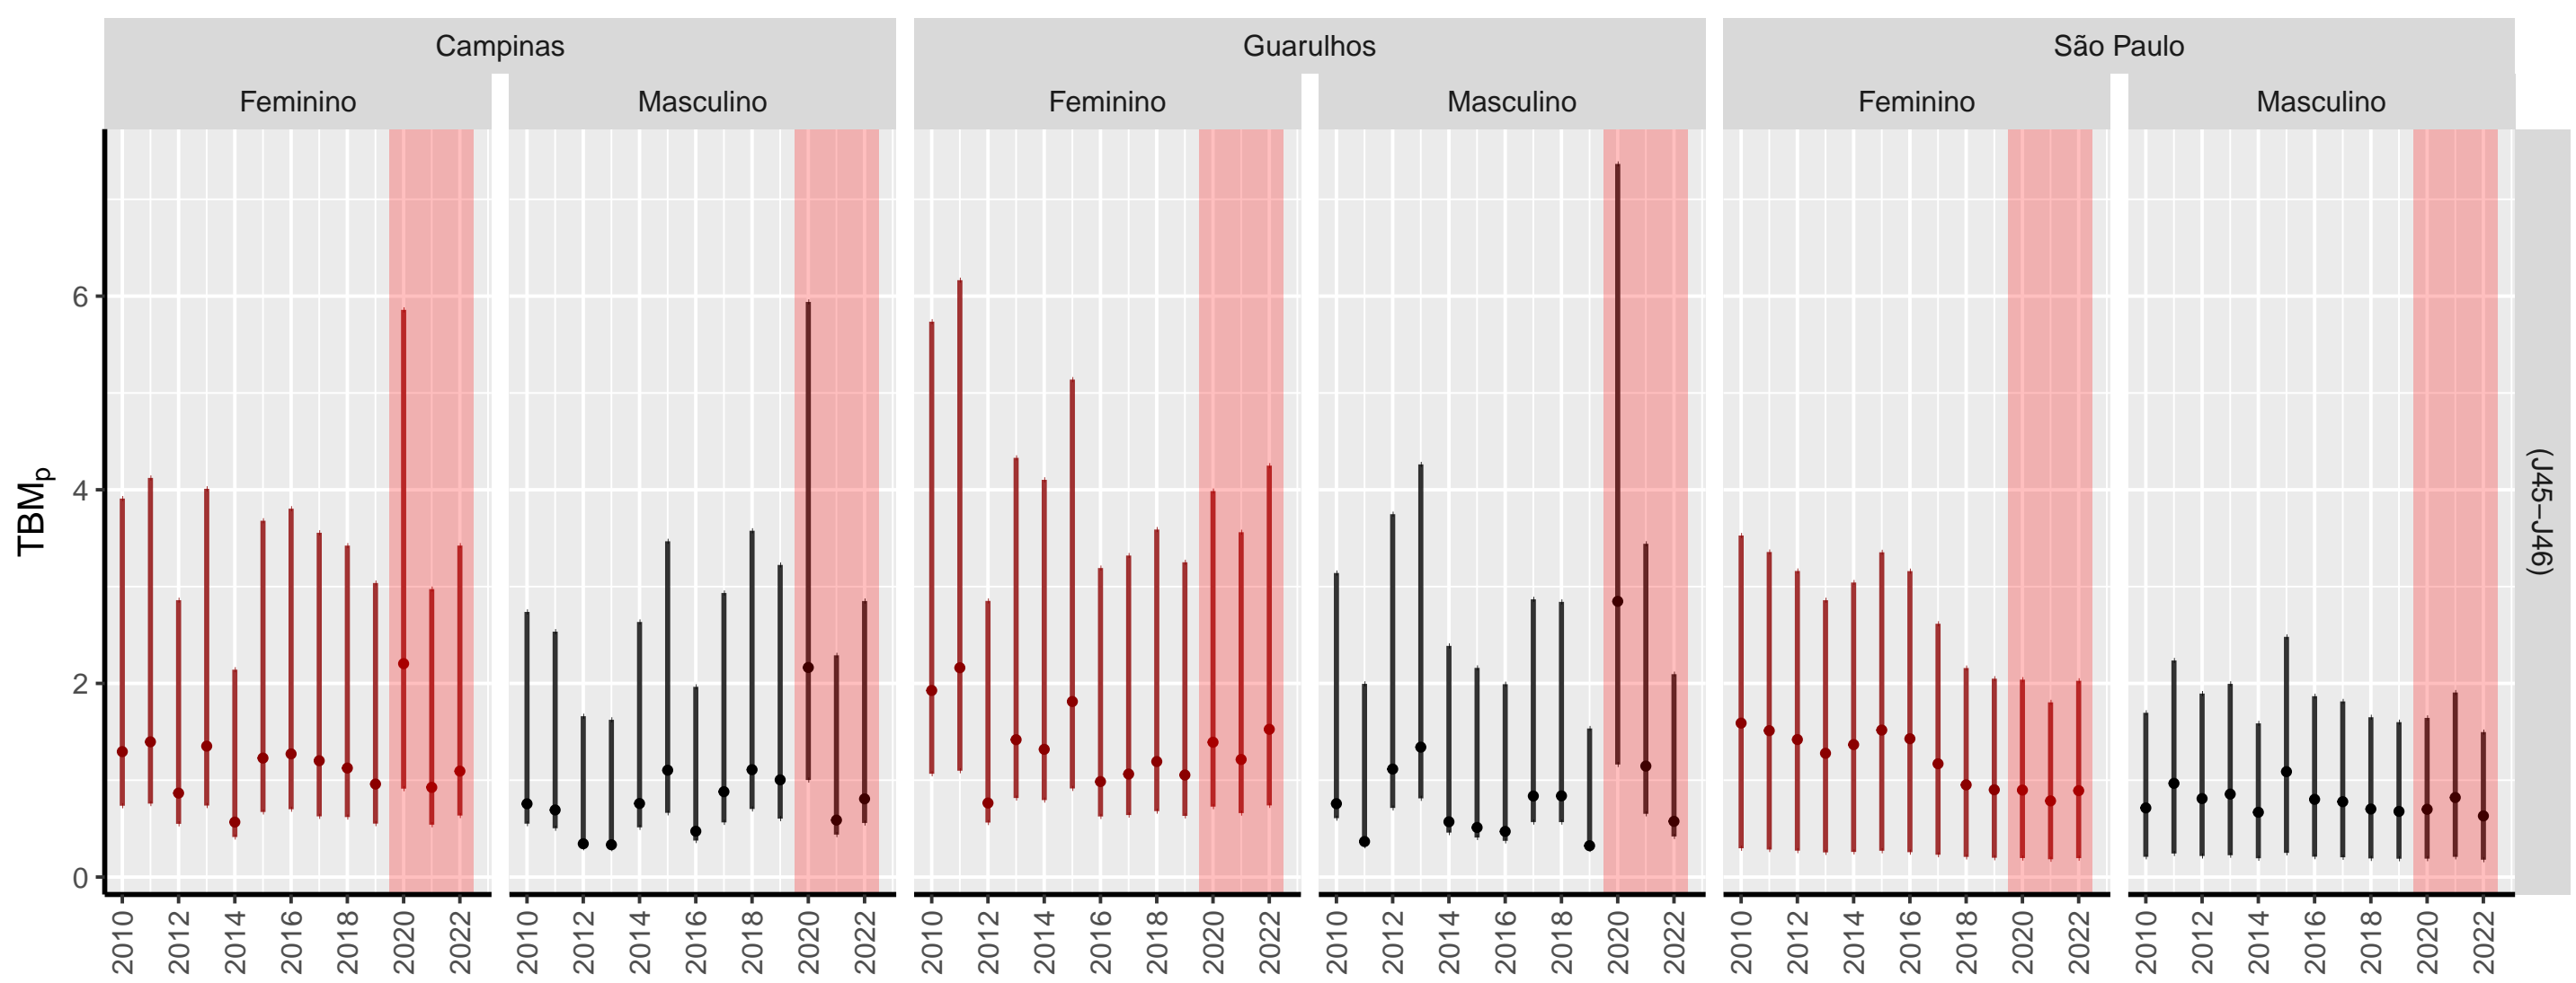 Campinas Guarulhos São Paulo
Feminino Masculino Feminino Masculino Feminino Masculino
TBMp
6
4
2
0
(J45−J46)
2010 2012 2014 2016 2018 2020 2022 2010 2012 2014 2016 2018 2020 2022 2010 2012 2014 2016 2018 2020 2022 2010 2012 2014 2016 2018 2020 2022 2010 2012 2014 2016 2018 2020 2022 2010 2012 2014 2016 2018 2020 2022